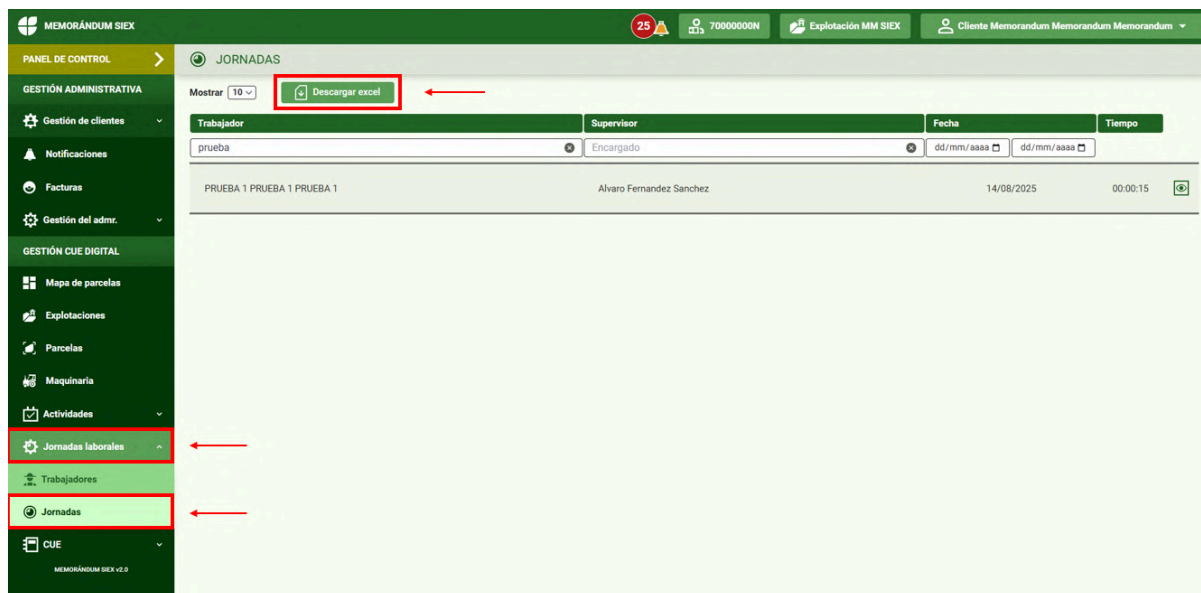 MEMORÁNDUM SIEX
25
70000000N
Explotación MM SIEX
Cliente Memorandum Memorandum Memorandum
PANEL DE CONTROL
JORNADAS
GESTIÓN ADMINISTRATIVA
Mostrar 10
Descargar excel
Gestión de clientes
Notificaciones
Facturas
Gestión del admr.
GESTIÓN CUE DIGITAL
Mapa de parcelas
Explotaciones
Parcelas
Maquinaria
Actividades
Jornadas laborales
Trabajadores
Jornadas
CUE
MEMORÁNDUM SIEX v2.0
Trabajador Supervisor Fecha Tiempo
prueba Encargado dd/mm/aaaa dd/mm/aaaa
PRUEBA 1 PRUEBA 1 PRUEBA 1 Alvaro Fernandez Sanchez 14/08/2025 00:00:15